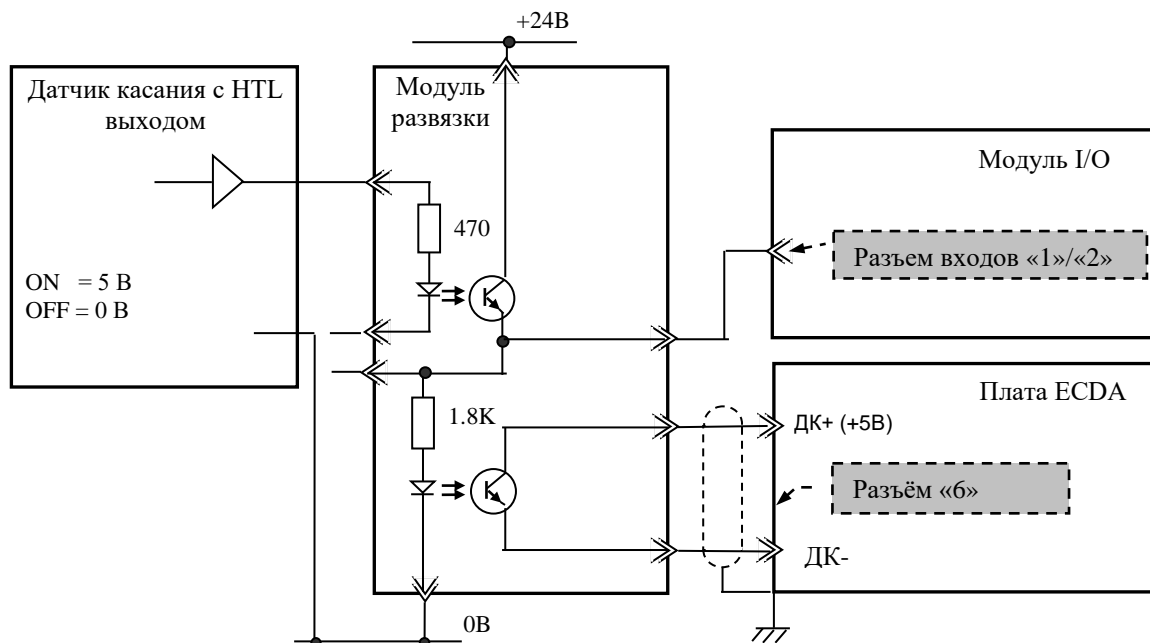 +24В
Датчик касания с HTL
выходом
ON = 5 В
OFF = 0 В
Модуль
развязки
470
1.8K
0В
Модуль I/O
Разъем входов «1»/«2»
Плата ECDA
ДК+ (+5В)
Разъём «6»
ДК-